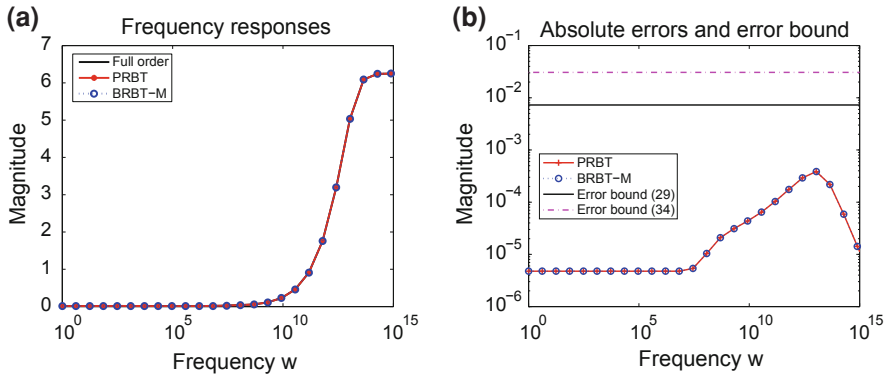 (a)
Frequency responses
7
6
5
4
3
2
1
0
Magnitude
Full order
PRBT
BRBT−M
10^0
10^5
10^10
10^15
Frequency w
(b)
Absolute errors and error bound
10^−1
10^−2
10^−3
10^−4
10^−5
10^−6
Magnitude
PRBT
BRBT−M
Error bound (29)
Error bound (34)
10^0
10^5
10^10
10^15
Frequency w